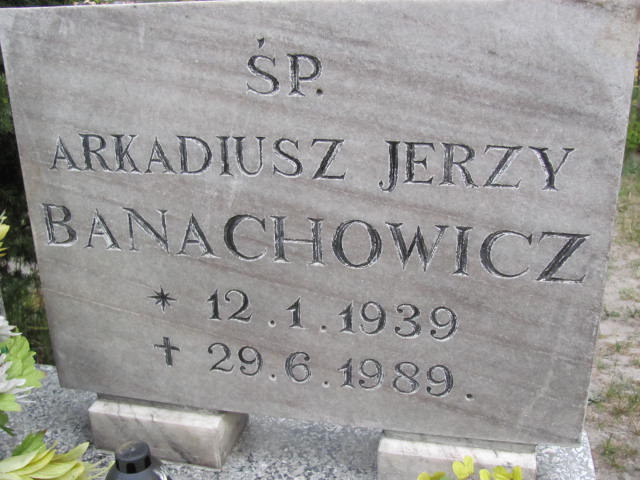 ŚP.
ARKADIUSZ JERZY
BANACHOWICZ
* 12.1.1939
† 29.6.1989.